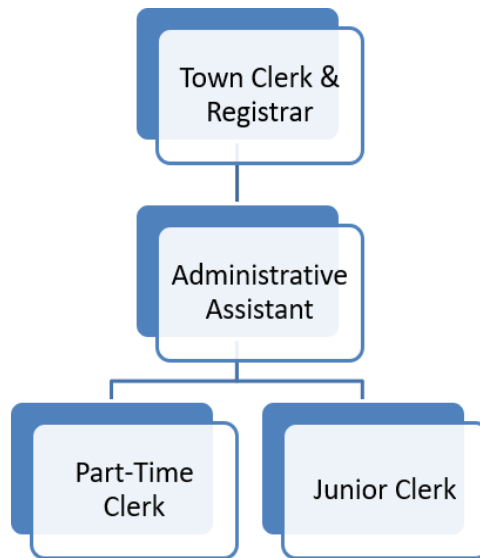 Town Clerk &
Registrar
Administrative
Assistant
Part-Time
Clerk
Junior Clerk